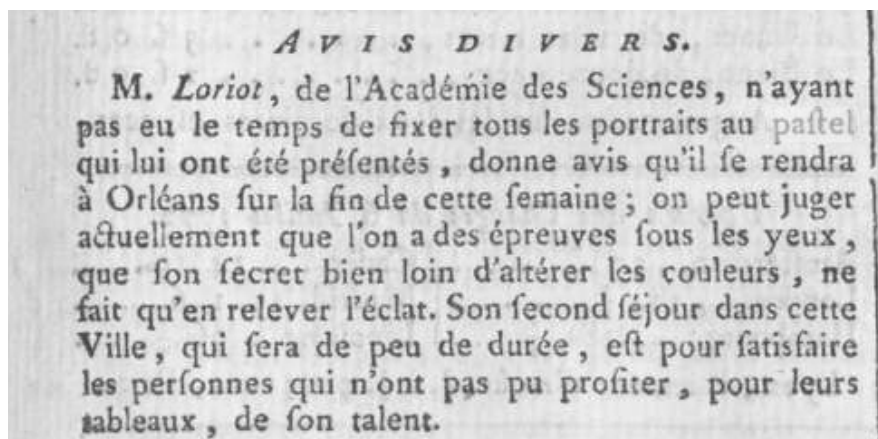 AVIS DIVERS.
M. Loriot, de l'Académie des Sciences, n'ayant
pas eu le temps de fixer tous les portraits au paſtel
qui lui ont été préſentés, donne avis qu'il ſe rendra
à Orléans ſur la fin de cette ſemaine; on peut juger
actuellement que l'on a des épreuves ſous les yeux,
que ſon ſecret bien loin d'altérer les couleurs, ne
fait qu'en relever l'éclat. Son ſecond ſéjour dans cette
Ville, qui ſera de peu de durée, eſt pour ſatisfaire
les perſonnes qui n'ont pas pu profiter, pour leurs
tableaux, de ſon talent.